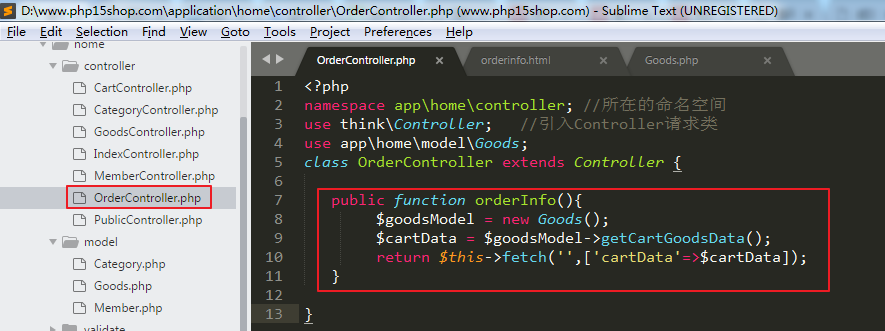 D:\www.php15shop.com\application\home\controller\OrderController.php (www.php15shop.com) - Sublime Text (UNREGISTERED)
File Edit Selection Find View Goto Tools Project Preferences Help
home
controller
CartController.php
CategoryController.php
GoodsController.php
IndexController.php
MemberController.php
OrderController.php
PublicController.php
model
Category.php
Goods.php
Member.php
validate
OrderController.php × orderinfo.html × Goods.php ×
1 <?php
2 namespace app\home\controller; //所在的命名空间
3 use think\Controller; //引入Controller请求类
4 use app\home\model\Goods;
5 class OrderController extends Controller {
6
7 public function orderInfo(){
8 $goodsModel = new Goods();
9 $cartData = $goodsModel->getCartGoodsData();
10 return $this->fetch('',['cartData'=>$cartData]);
11 }
12
13 }